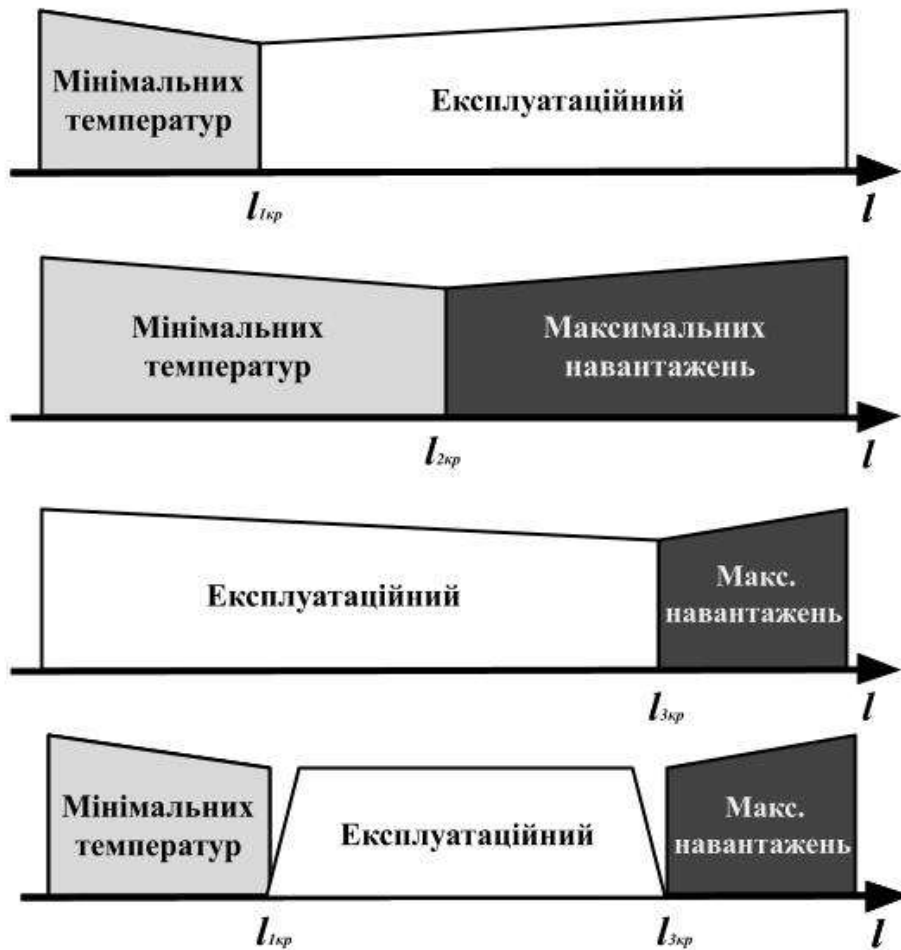 Мінімальних
температур
Експлуатаційний
l1кр
l
Мінімальних
температур
Максимальних
навантажень
l2кр
l
Експлуатаційний
Макс.
навантажень
l3кр
l
Мінімальних
температур
Експлуатаційний
Макс.
навантажень
l1кр
l3кр
l